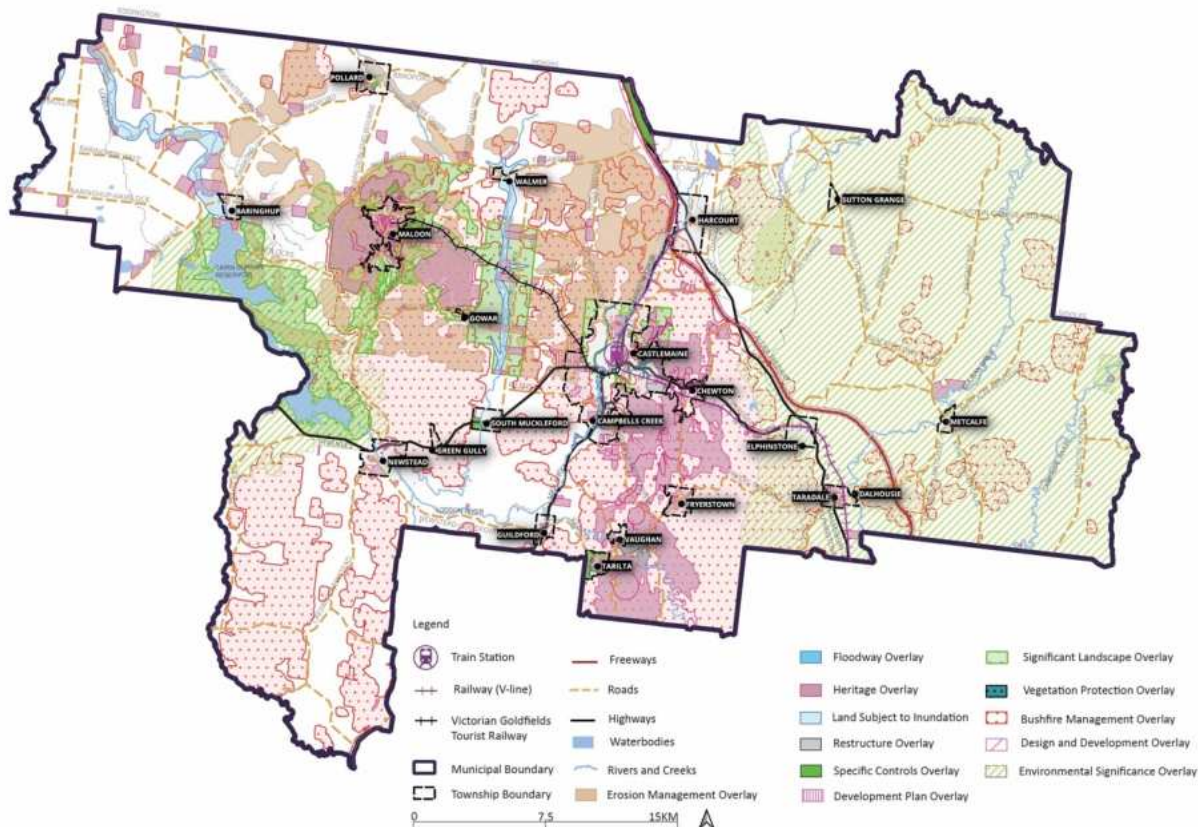 POLLARD
WALMER
BARINGHUP
MALDON
HARCOURT
SUTTON GRANGE
GOWAR
CASTLEMAINE
CHEWTON
SOUTH MUCKLEFORD
CAMPBELLS CREEK
METCALFE
GREEN GULLY
ELPHINSTONE
NEWSTEAD
TARADALE
DALHOUSIE
FRYERSTOWN
GUILDFORD
VAUGHAN
TARILTA
Legend
Train Station
Railway (V-line)
Victorian Goldfields
Tourist Railway
Municipal Boundary
Township Boundary
Freeways
Roads
Highways
Waterbodies
Rivers and Creeks
Erosion Management Overlay
Floodway Overlay
Heritage Overlay
Land Subject to Inundation
Restructure Overlay
Specific Controls Overlay
Development Plan Overlay
Significant Landscape Overlay
Vegetation Protection Overlay
Bushfire Management Overlay
Design and Development Overlay
Environmental Significance Overlay
0 7,5 15KM